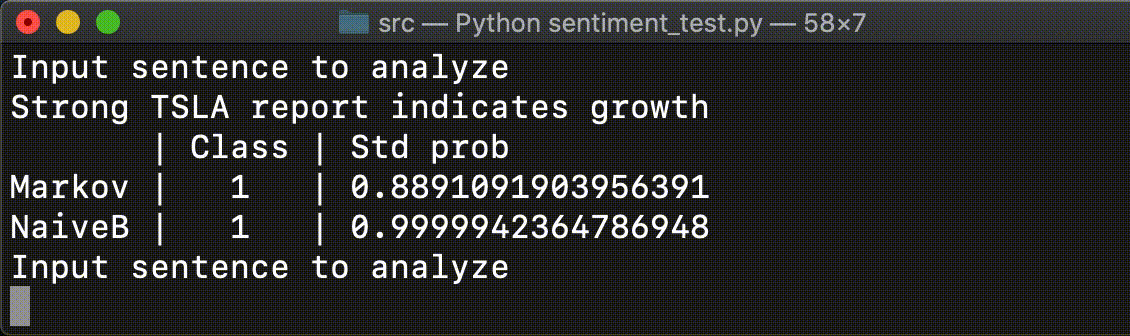 src — Python sentiment_test.py — 58×7
Input sentence to analyze
Strong TSLA report indicates growth
| Class | Std prob
Markov | 1 | 0.8891091903956391
NaiveB | 1 | 0.9999942364786948
Input sentence to analyze